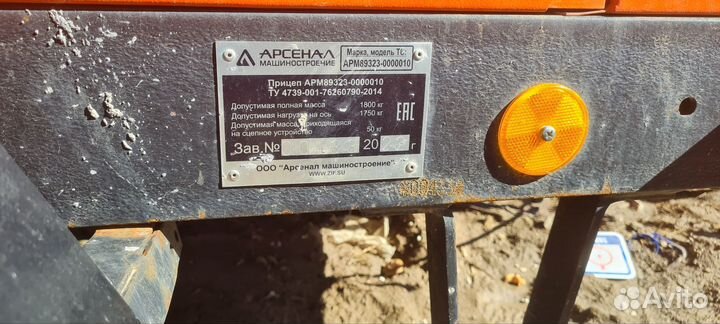 АРСЕНАЛ
МАШИНОСТРОЕНИЕ
Марка, модель ТС:
АРМ89323-0000010
Прицеп АРМ89323-0000010
ТУ 4739-001-76260790-2014
Допустимая полная масса 1800 кг
Допустимая нагрузка на ось 1750 кг
Допустимая масса, приходящаяся
на сцепное устройство 50 кг
EAC
Зав.№ 20 г
ООО "Арсенал машиностроение"
WWW.ZIF.SU
Avito